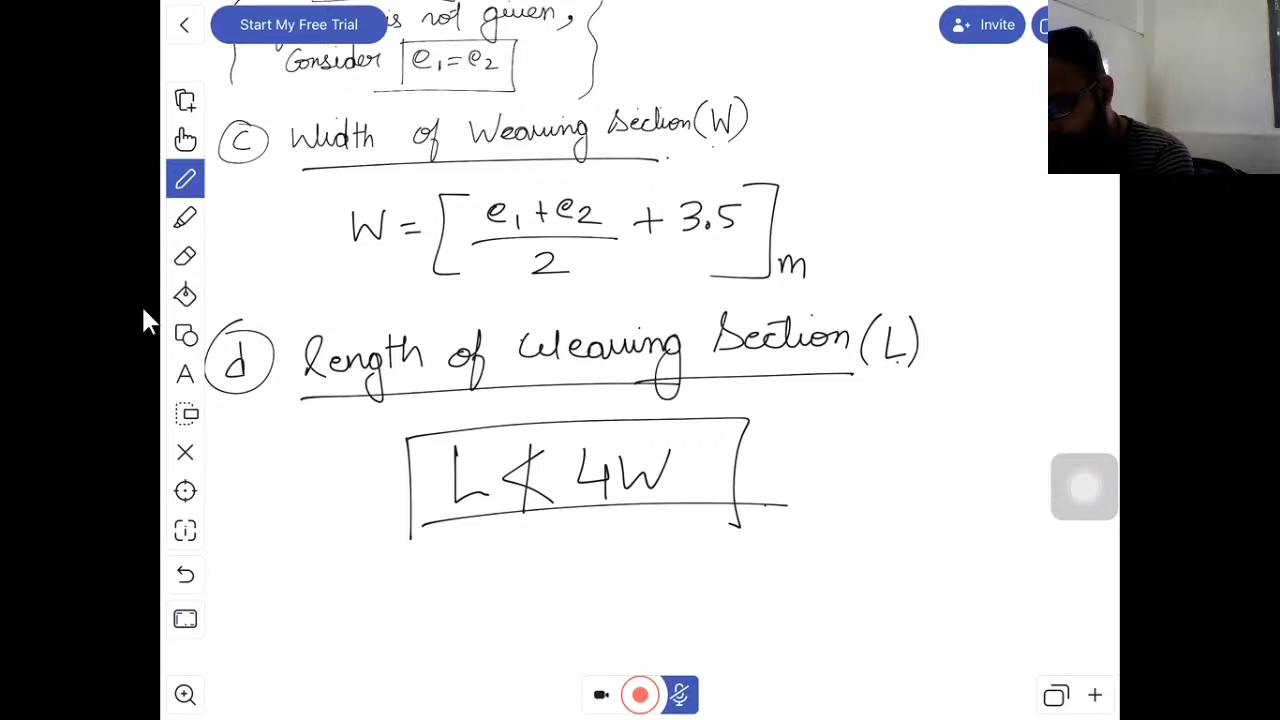 Start My Free Trial
is not given,
Invite
Consider e₁=e₂
(c) Width of Weaving Section (W)
W = [ (e₁+e₂)/2 + 3.5 ] m
(d) Length of Weaving Section (L)
L ≮ 4W